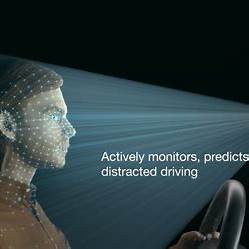 Actively monitors, predicts
distracted driving